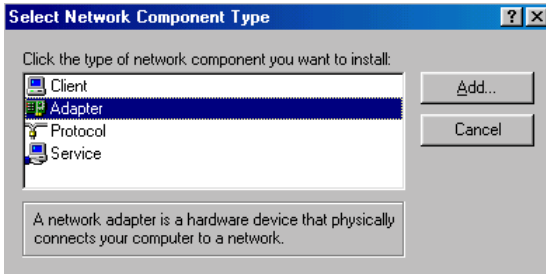 Select Network Component Type
Click the type of network component you want to install:
Client
Add...
Adapter
Protocol
Cancel
Service
A network adapter is a hardware device that physically
connects your computer to a network.